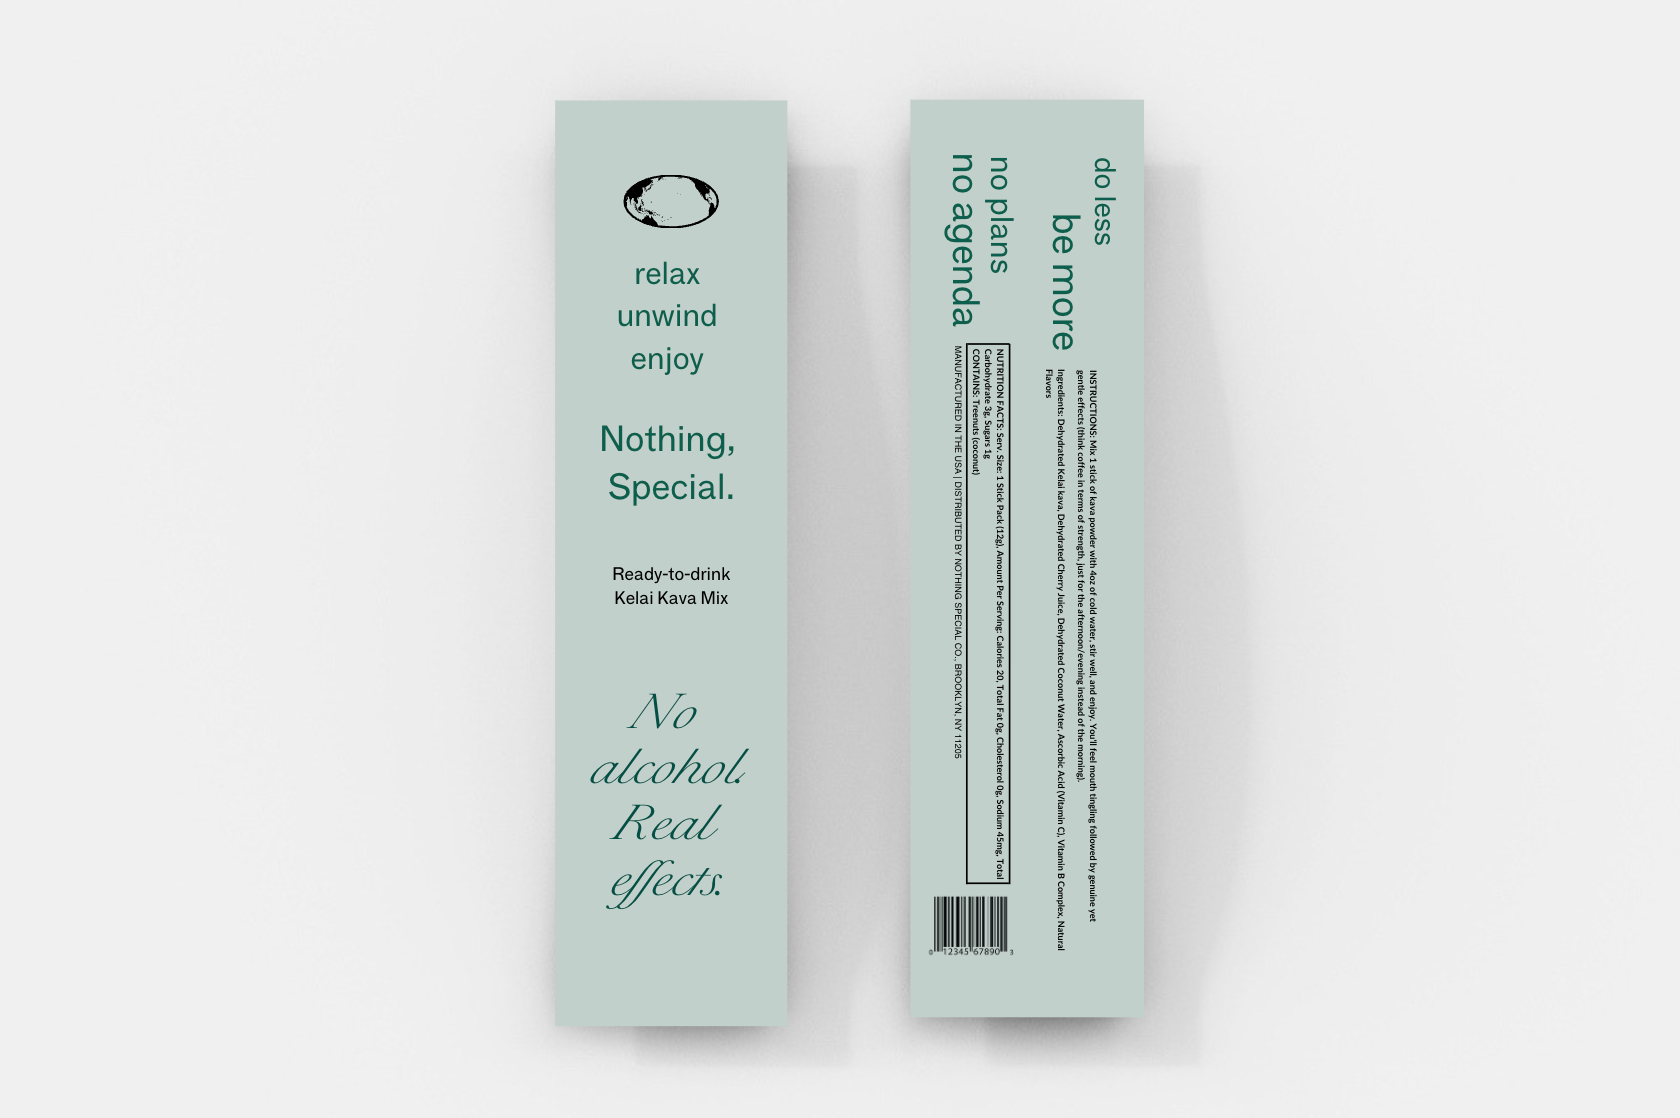 relax
unwind
enjoy
Nothing,
Special.
Ready-to-drink
Kelai Kava Mix
No
alcohol.
Real
effects.
do less
be more
INSTRUCTIONS: Mix 1 stick of kava powder with 4oz of cold water, stir well, and enjoy. You'll feel mouth tingling followed by genuine yet
gentle effects (think coffee in terms of strength, just for the afternoon/evening instead of the morning).
Ingredients: Dehydrated Kelai kava, Dehydrated Cherry Juice, Dehydrated Coconut Water, Ascorbic Acid (Vitamin C), Vitamin B Complex, Natural
Flavors
no plans
no agenda
NUTRITION FACTS: Serv. Size: 1 Stick Pack (12g), Amount Per Serving: Calories 20, Total Fat 0g, Cholesterol 0g, Sodium 45mg, Total
Carbohydrate 3g, Sugars 1g
CONTAINS: Treenuts (coconut)
MANUFACTURED IN THE USA | DISTRIBUTED BY NOTHING SPECIAL CO., BROOKLYN, NY 11205
0 12345 67890 3